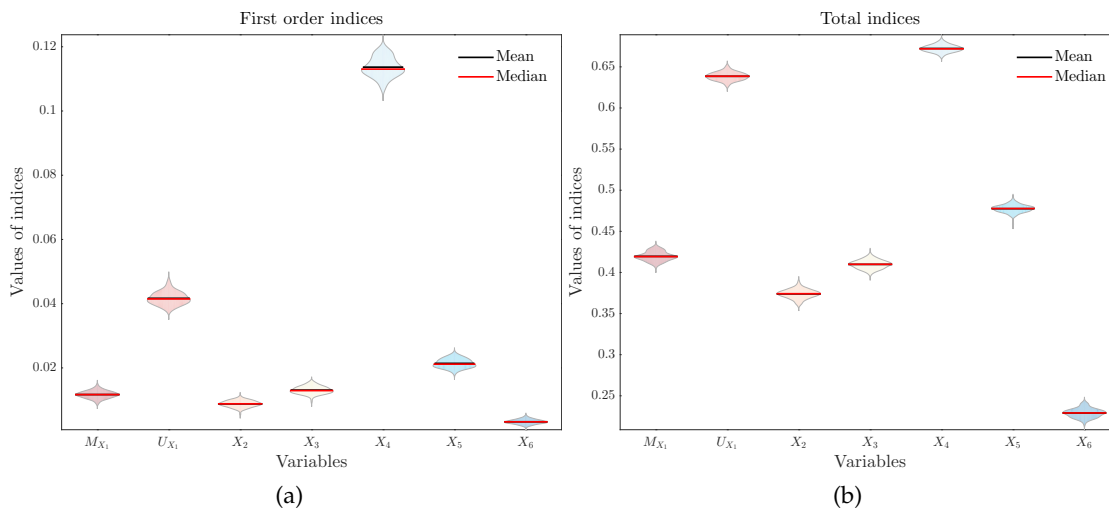 First order indices
0.12
0.1
0.08
0.06
0.04
0.02
Values of indices
Mean
Median
M_{X_1} U_{X_1} X_2 X_3 X_4 X_5 X_6
Variables
(a)
Total indices
0.65
0.6
0.55
0.5
0.45
0.4
0.35
0.3
0.25
Values of indices
Mean
Median
M_{X_1} U_{X_1} X_2 X_3 X_4 X_5 X_6
Variables
(b)